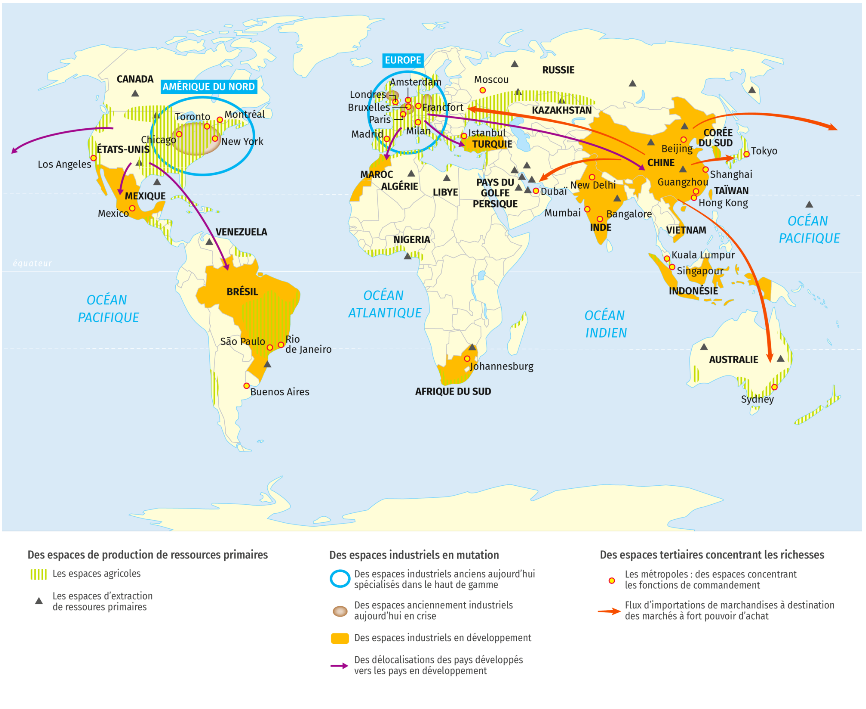 CANADA
AMÉRIQUE DU NORD
EUROPE
RUSSIE
Moscou
Amsterdam
Londres
Bruxelles
Francfort
Paris
Milan
Madrid
KAZAKHSTAN
Istanbul
TURQUIE
Toronto
Montréal
Chicago
New York
ÉTATS-UNIS
Los Angeles
MEXIQUE
Mexico
MAROC
ALGÉRIE
LIBYE
PAYS DU
GOLFE
PERSIQUE
Dubaï
New Delhi
Mumbai
Bangalore
INDE
CHINE
Beijing
CORÉE
DU SUD
Tokyo
Shanghai
Guangzhou
TAÏWAN
Hong Kong
VIETNAM
OCÉAN
PACIFIQUE
VENEZUELA
NIGERIA
Kuala Lumpur
Singapour
INDONÉSIE
équateur
BRÉSIL
OCÉAN
PACIFIQUE
OCÉAN
ATLANTIQUE
OCÉAN
INDIEN
São Paulo
Rio
de Janeiro
Buenos Aires
Johannesburg
AFRIQUE DU SUD
AUSTRALIE
Sydney
Des espaces de production de ressources primaires
Les espaces agricoles
Les espaces d'extraction
de ressoures primaires
Des espaces industriels en mutation
Des espaces industriels anciens aujourd'hui
spécialisés dans le haut de gamme
Des espaces anciennement industriels
aujourd'hui en crise
Des espaces industriels en développement
Des délocalisations des pays développés
vers les pays en développement
Des espaces tertiaires concentrant les richesses
Les métropoles : des espaces concentrant
les fonctions de commandement
Flux d'importations de marchandises à destination
des marchés à fort pouvoir d'achat